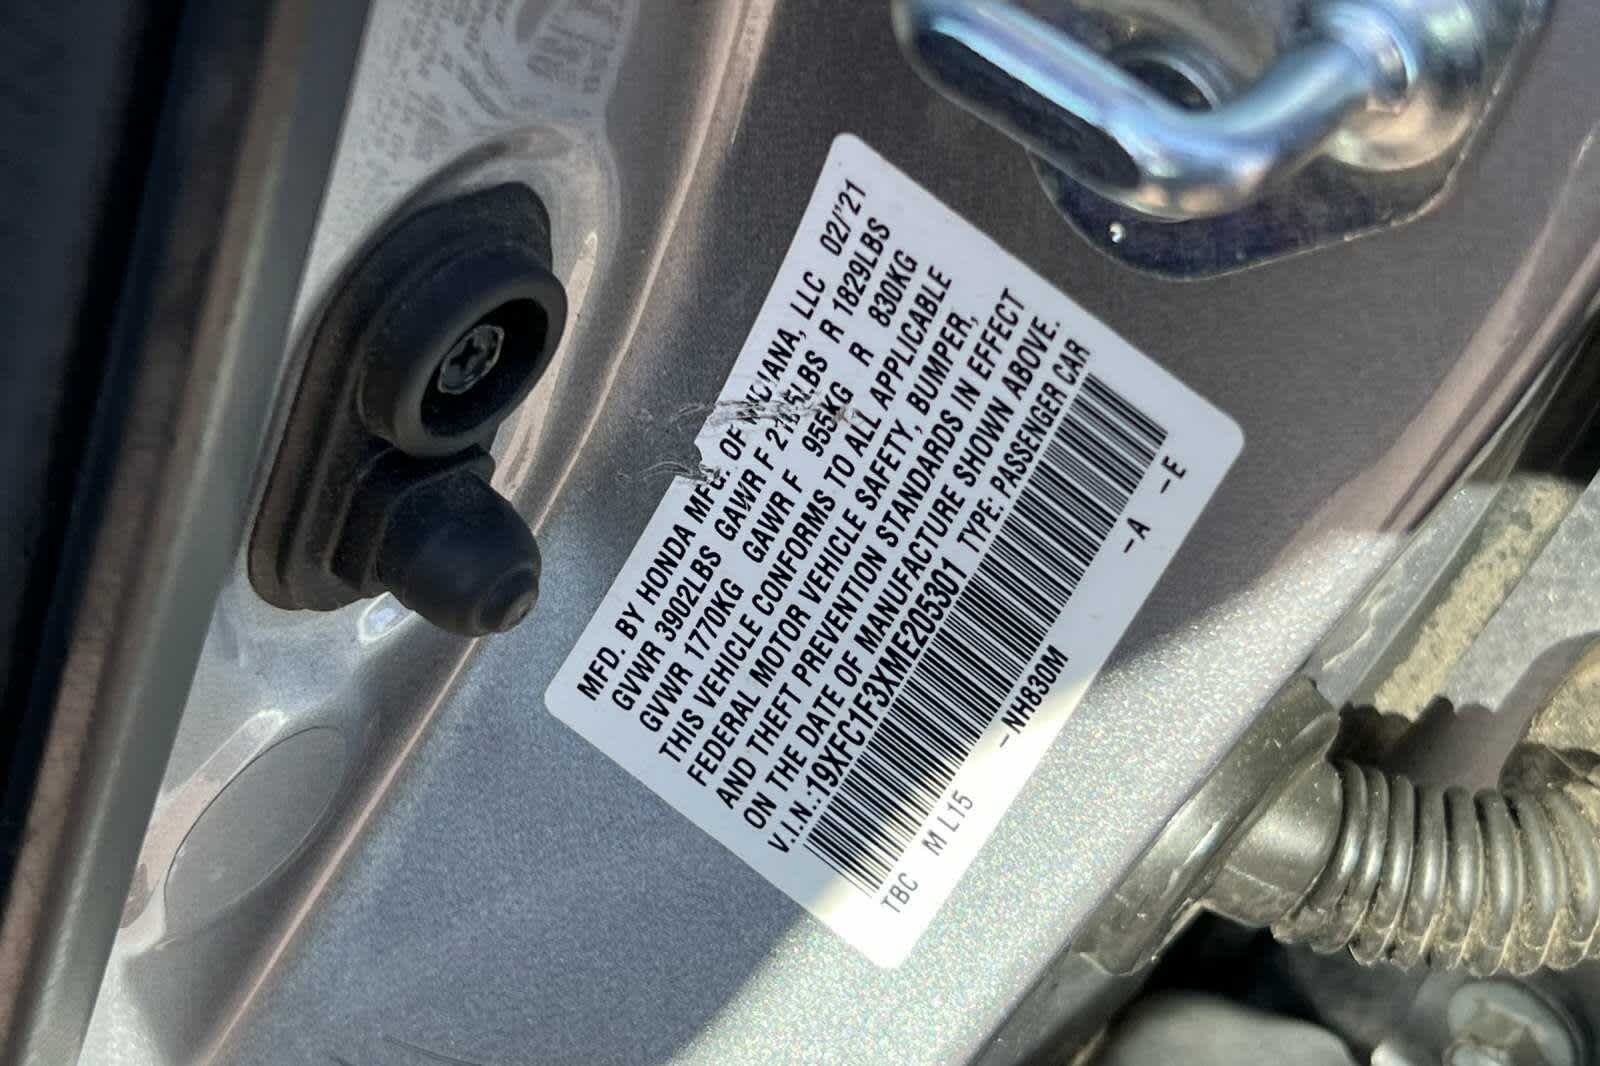 MFD. BY HONDA MFG. OF INDIANA, LLC 02/'21
GVWR 3902LBS GAWR F 2105LBS R 1829LBS
GVWR 1770KG GAWR F 955KG R 830KG
THIS VEHICLE CONFORMS TO ALL APPLICABLE
FEDERAL MOTOR VEHICLE SAFETY, BUMPER,
AND THEFT PREVENTION STANDARDS IN EFFECT
ON THE DATE OF MANUFACTURE SHOWN ABOVE.
V.I.N.:19XFC1F3XME205301 TYPE: PASSENGER CAR
TBC M L15 -NH830M -A -E